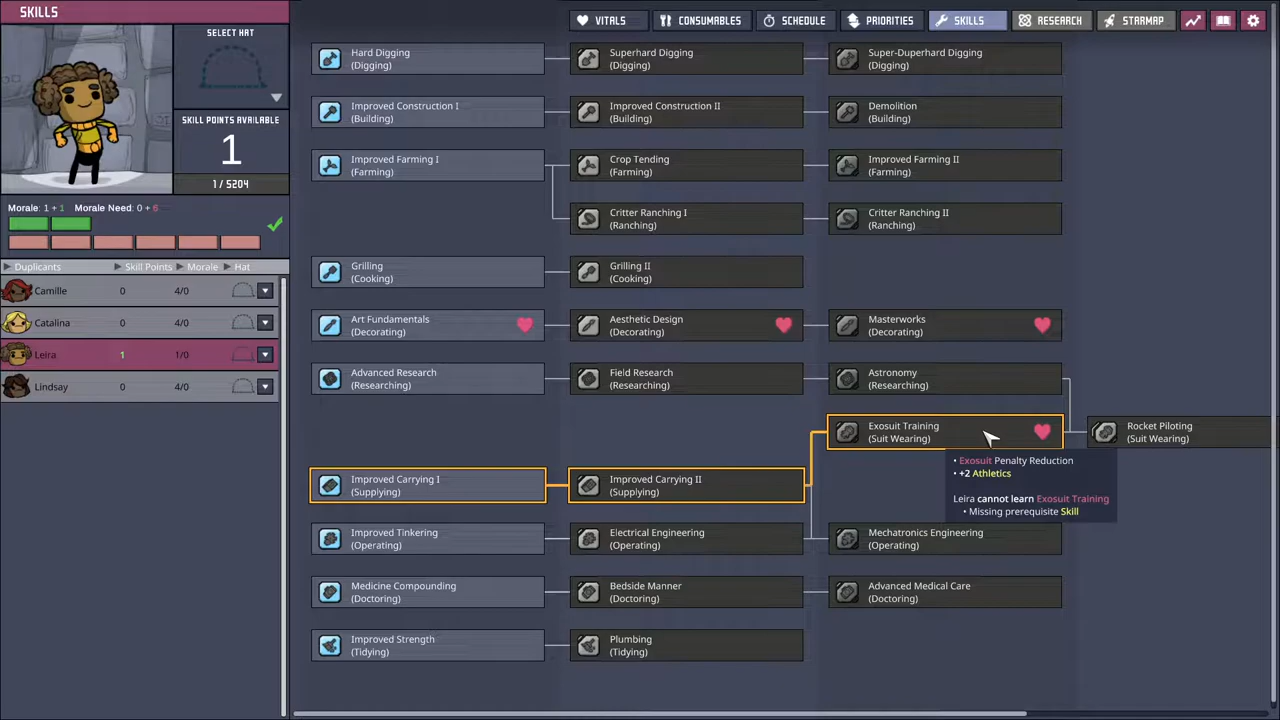 SKILLS
VITALS
CONSUMABLES
SCHEDULE
PRIORITIES
SKILLS
RESEARCH
STARMAP
SELECT HAT
SKILL POINTS AVAILABLE
1
1 / 5204
Morale: 1 + 1 Morale Need: 0 + 6
Duplicants Skill Points Morale Hat
Camille 0 4/0
Catalina 0 4/0
Leira 1 1/0
Lindsay 0 4/0
Hard Digging
(Digging)
Superhard Digging
(Digging)
Super-Duperhard Digging
(Digging)
Improved Construction I
(Building)
Improved Construction II
(Building)
Demolition
(Building)
Improved Farming I
(Farming)
Crop Tending
(Farming)
Improved Farming II
(Farming)
Critter Ranching I
(Ranching)
Critter Ranching II
(Ranching)
Grilling
(Cooking)
Grilling II
(Cooking)
Art Fundamentals
(Decorating)
Aesthetic Design
(Decorating)
Masterworks
(Decorating)
Advanced Research
(Researching)
Field Research
(Researching)
Astronomy
(Researching)
Exosuit Training
(Suit Wearing)
Rocket Piloting
(Suit Wearing)
• Exosuit Penalty Reduction
• +2 Athletics
Leira cannot learn Exosuit Training
• Missing prerequisite Skill
Improved Carrying I
(Supplying)
Improved Carrying II
(Supplying)
Improved Tinkering
(Operating)
Electrical Engineering
(Operating)
Mechatronics Engineering
(Operating)
Medicine Compounding
(Doctoring)
Bedside Manner
(Doctoring)
Advanced Medical Care
(Doctoring)
Improved Strength
(Tidying)
Plumbing
(Tidying)